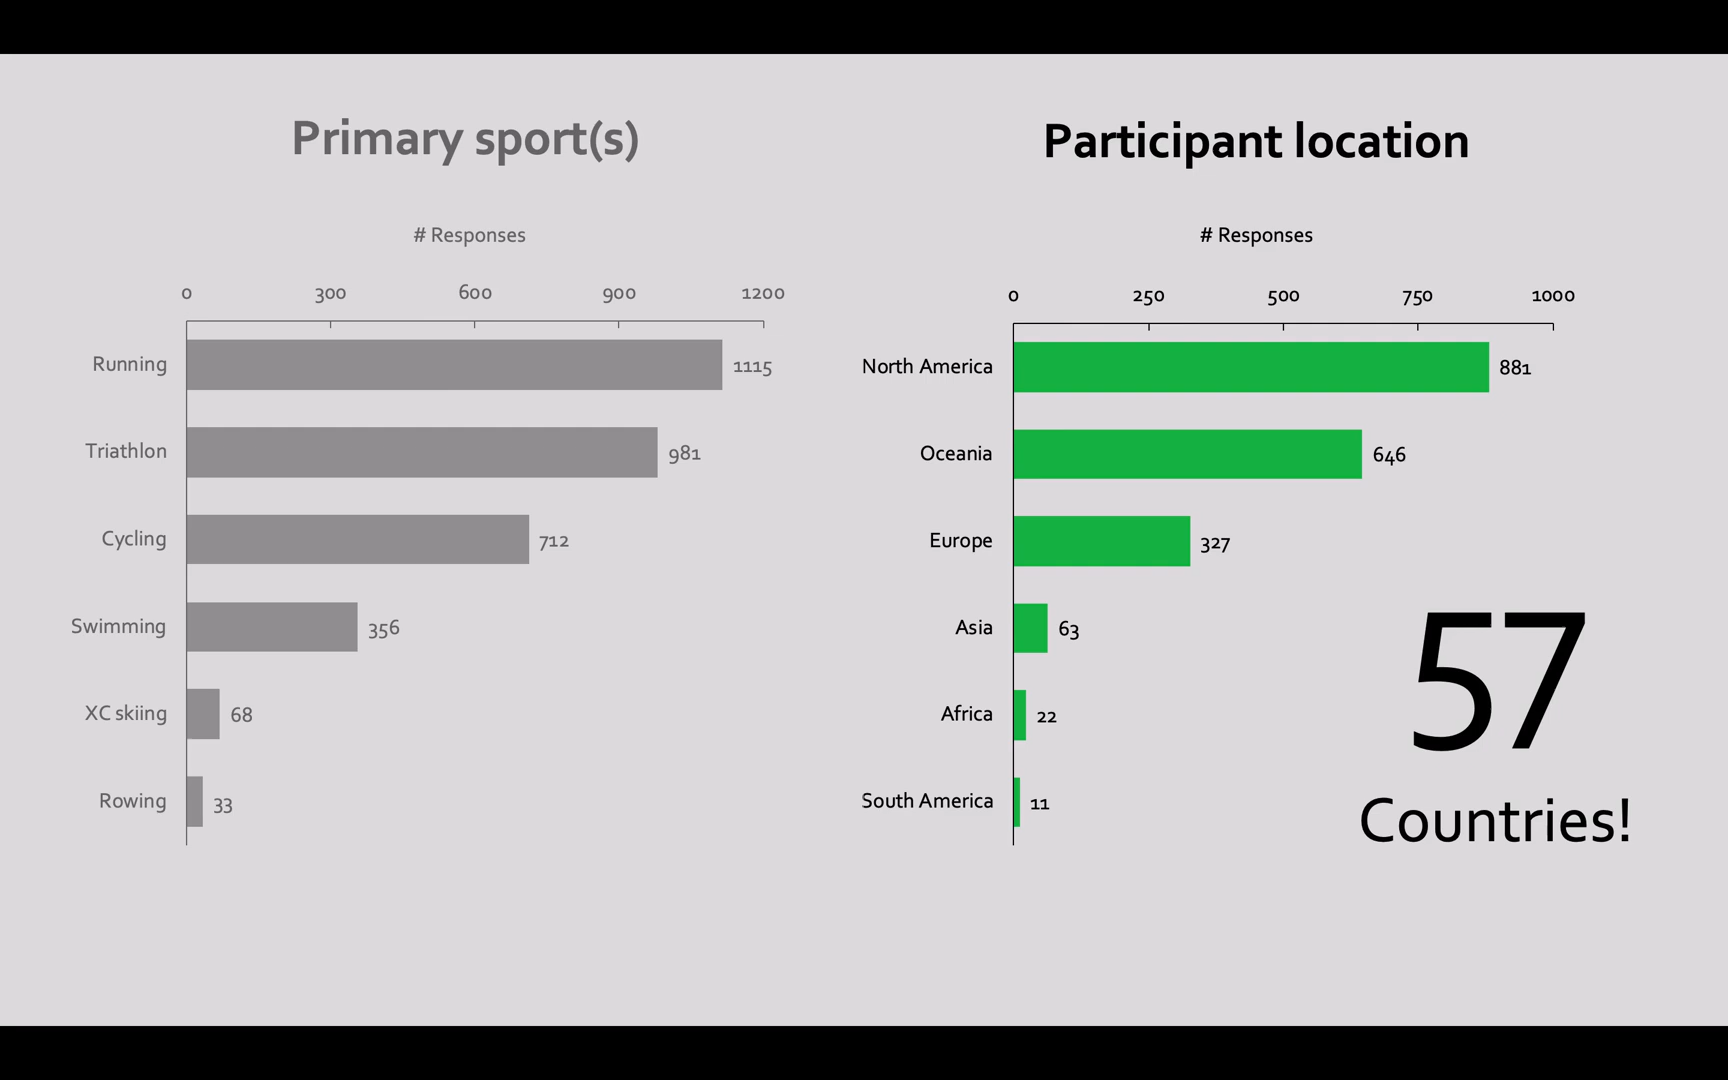 Primary sport(s)
# Responses
0 300 600 900 1200
Running 1115
Triathlon 981
Cycling 712
Swimming 356
XC skiing 68
Rowing 33
Participant location
# Responses
0 250 500 750 1000
North America 881
Oceania 646
Europe 327
Asia 63
Africa 22
South America 11
57
Countries!